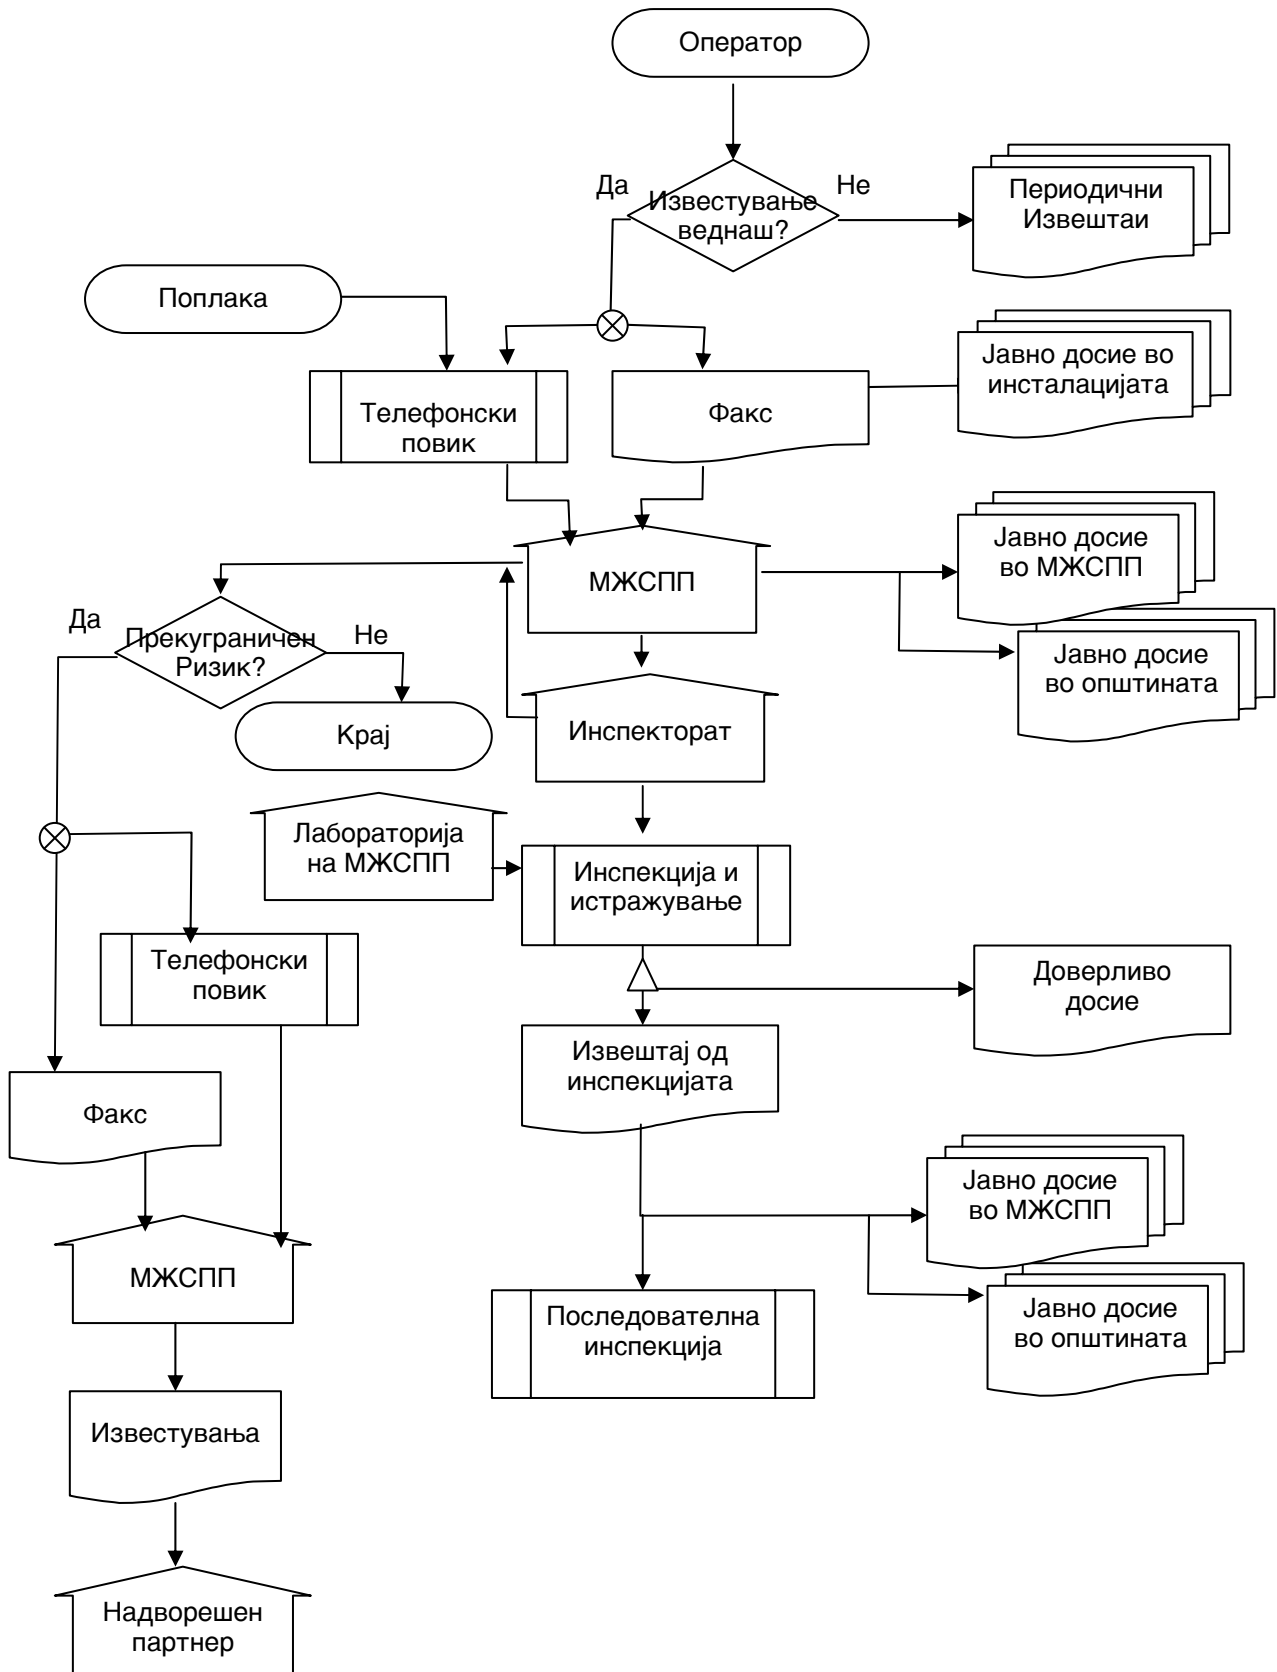 Оператор
Да
Известување
веднаш?
Не
Периодични
Извештаи
Поплака
Телефонски
повик
Факс
Јавно досие во
инсталацијата
МЖСПП
Јавно досие
во МЖСПП
Јавно досие
во општината
Да
Прекуграничен
Ризик?
Не
Крај
Инспекторат
Лабораторија
на МЖСПП
Инспекција и
истражување
Телефонски
повик
Доверливо
досие
Извештај од
инспекцијата
Факс
Јавно досие
во МЖСПП
МЖСПП
Последователна
инспекција
Јавно досие
во општината
Известувања
Надворешен
партнер